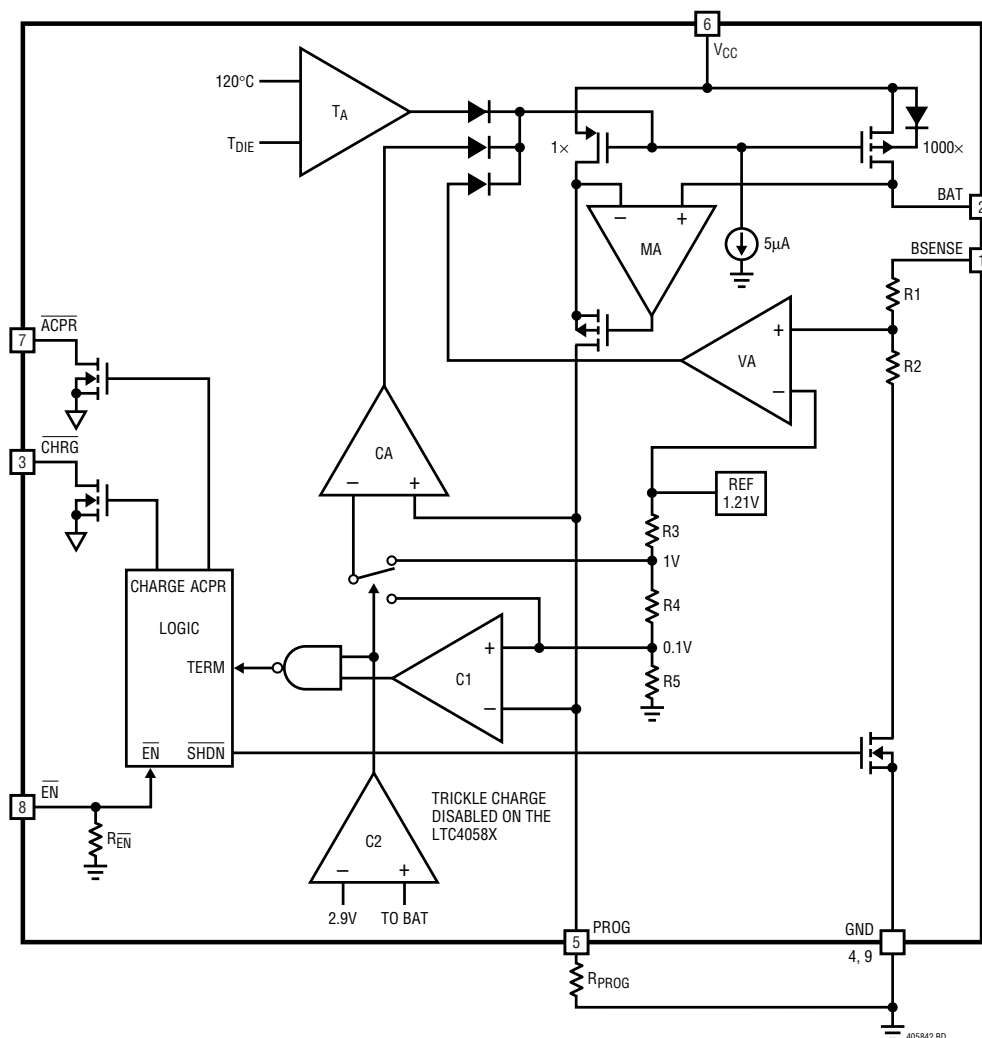 6
VCC
120°C
TA
TDIE
1×
1000×
BAT
2
– +
MA
5µA
BSENSE
1
R1
ACPR
7
+
VA
–
R2
CHRG
3
CA
– +
REF
1.21V
R3
1V
CHARGE ACPR
LOGIC
R4
TERM
+
0.1V
C1
R5
–
EN SHDN
EN
8
REN
TRICKLE CHARGE
DISABLED ON THE
LTC4058X
C2
– +
2.9V TO BAT
PROG
5
GND
4, 9
RPROG
405842 BD